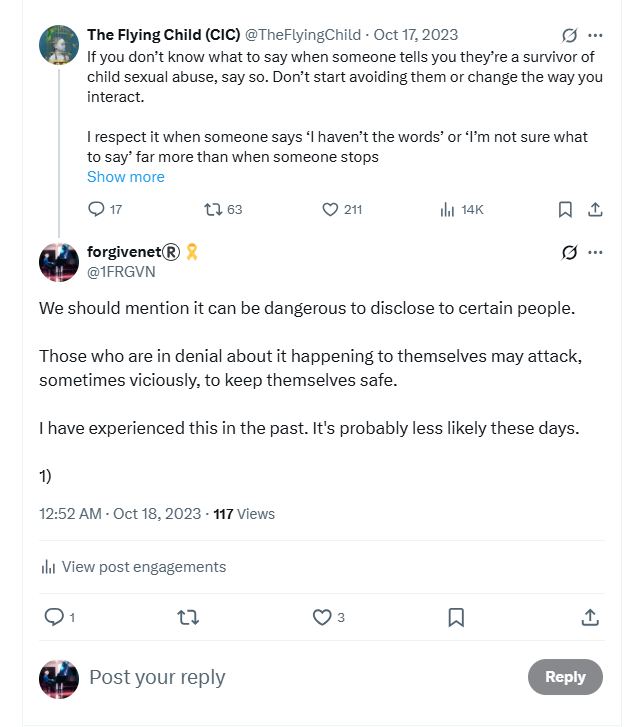 The Flying Child (CIC) @TheFlyingChild · Oct 17, 2023
If you don't know what to say when someone tells you they're a survivor of
child sexual abuse, say so. Don't start avoiding them or change the way you
interact.
I respect it when someone says 'I haven't the words' or 'I'm not sure what
to say' far more than when someone stops
Show more
17 63 211 14K
forgivenet® 🎗
@1FRGVN
We should mention it can be dangerous to disclose to certain people.
Those who are in denial about it happening to themselves may attack,
sometimes viciously, to keep themselves safe.
I have experienced this in the past. It's probably less likely these days.
1)
12:52 AM · Oct 18, 2023 · 117 Views
View post engagements
1 3
Post your reply
Reply